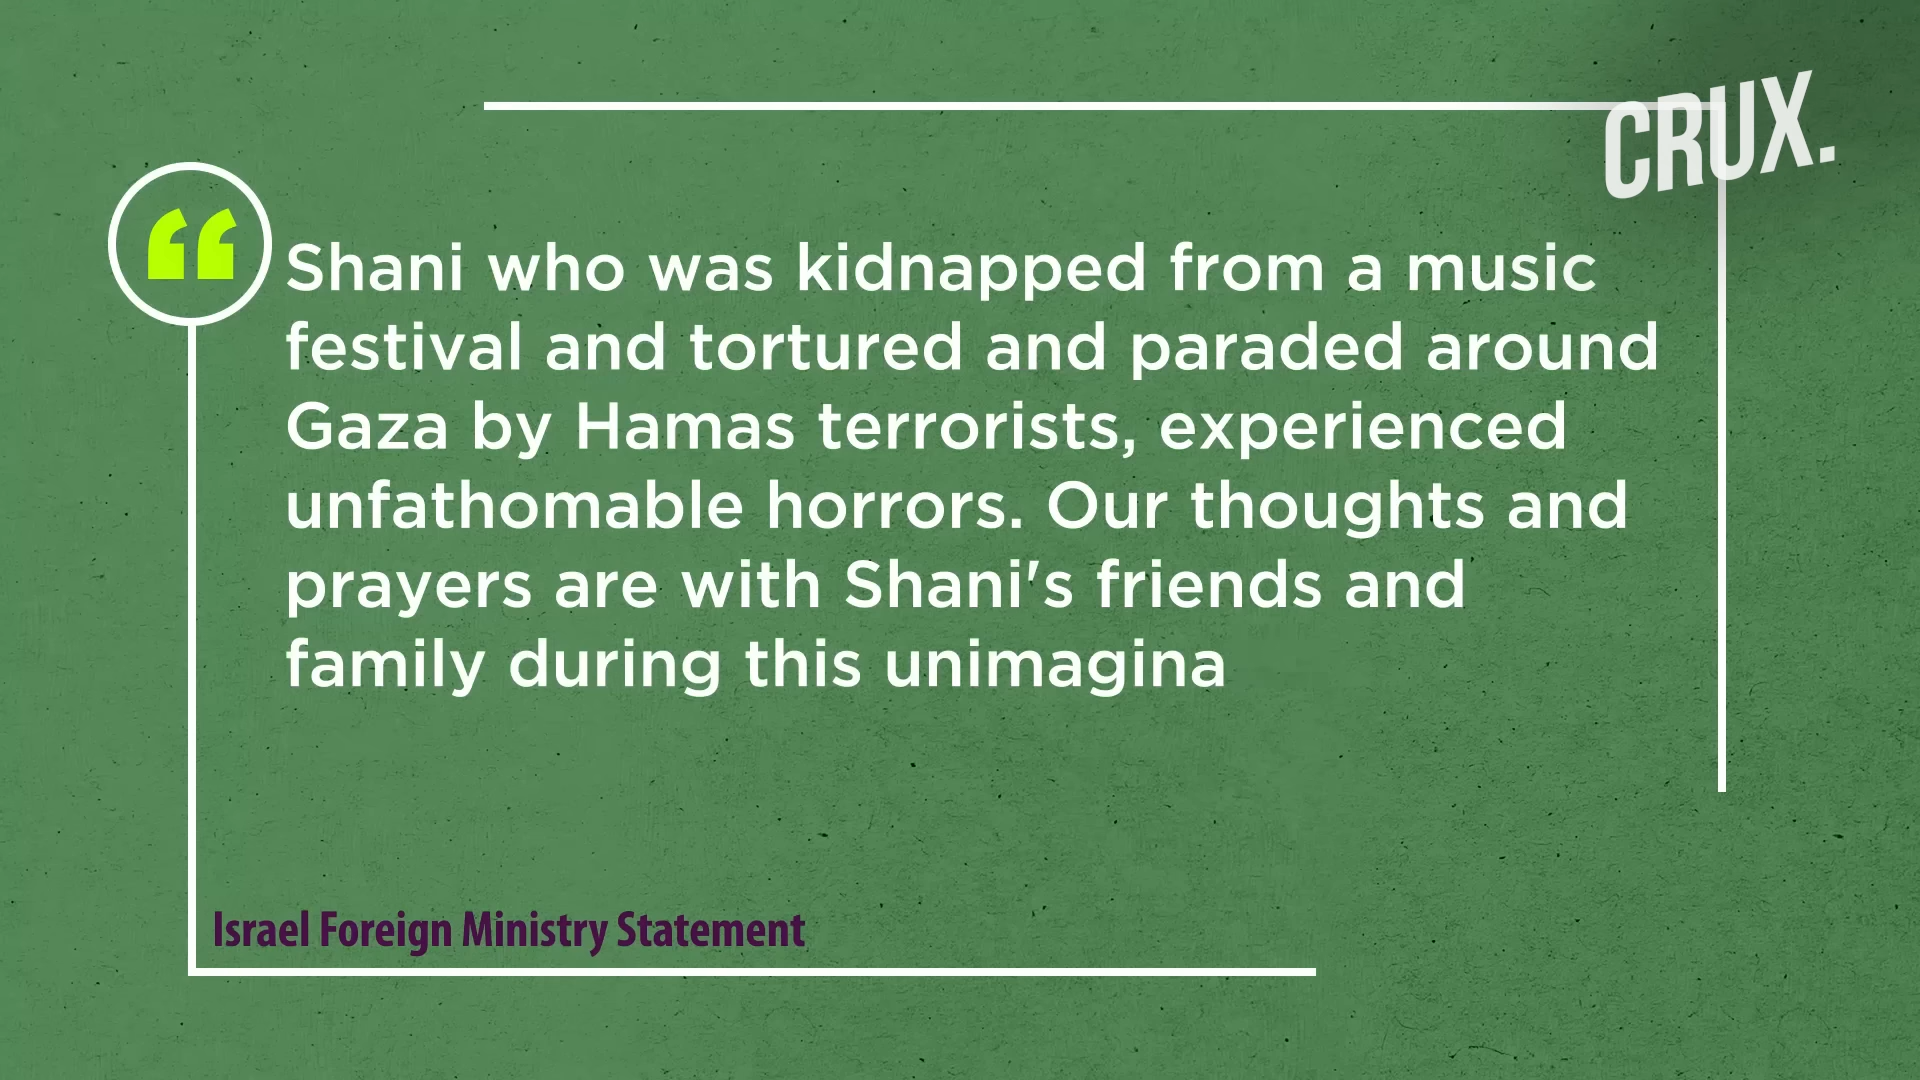 CRUX.
Shani who was kidnapped from a music
festival and tortured and paraded around
Gaza by Hamas terrorists, experienced
unfathomable horrors. Our thoughts and
prayers are with Shani's friends and
family during this unimagina
Israel Foreign Ministry Statement